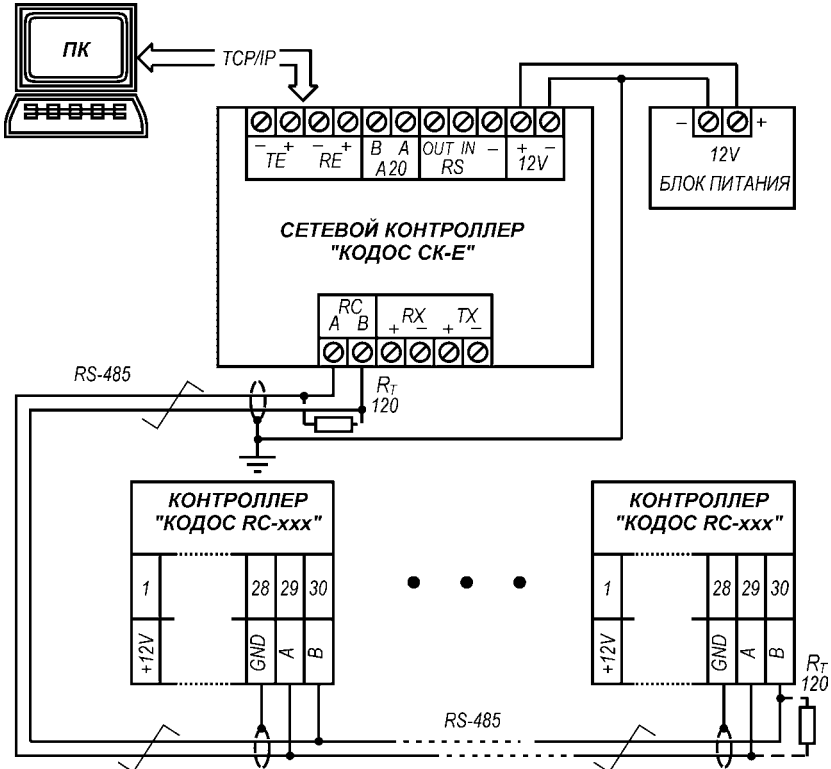 ПК
TCP/IP
− + − + B A OUT IN − + −
TE RE A20 RS 12V
− +
12V
БЛОК ПИТАНИЯ
СЕТЕВОЙ КОНТРОЛЛЕР
"КОДОС СК-Е"
RC
A B + RX − + TX −
RS-485
RT
120
КОНТРОЛЛЕР
"КОДОС RC-xxx"
1 28 29 30
+12V GND A B
КОНТРОЛЛЕР
"КОДОС RC-xxx"
1 28 29 30
+12V GND A B
RT
120
RS-485